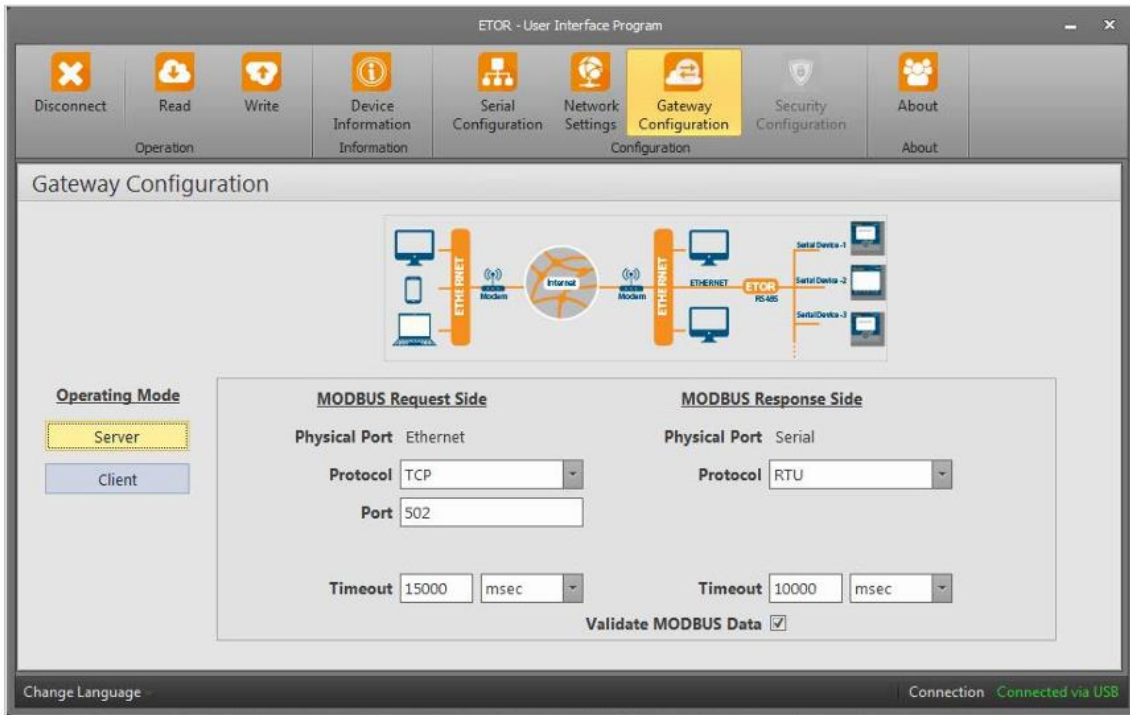 ETOR - User Interface Program
Disconnect
Read
Write
Device
Information
Serial
Configuration
Network
Settings
Gateway
Configuration
Security
Configuration
About
Operation
Information
Configuration
About
Gateway Configuration
ETHERNET
Modem
Internet
Modem
ETHERNET
ETHERNET
ETOR
RS485
Serial Device -1
Serial Device -2
Serial Device -3
Operating Mode
Server
Client
MODBUS Request Side
Physical Port Ethernet
Protocol TCP
Port 502
Timeout 15000 msec
MODBUS Response Side
Physical Port Serial
Protocol RTU
Timeout 10000 msec
Validate MODBUS Data
Change Language
Connection Connected via USB